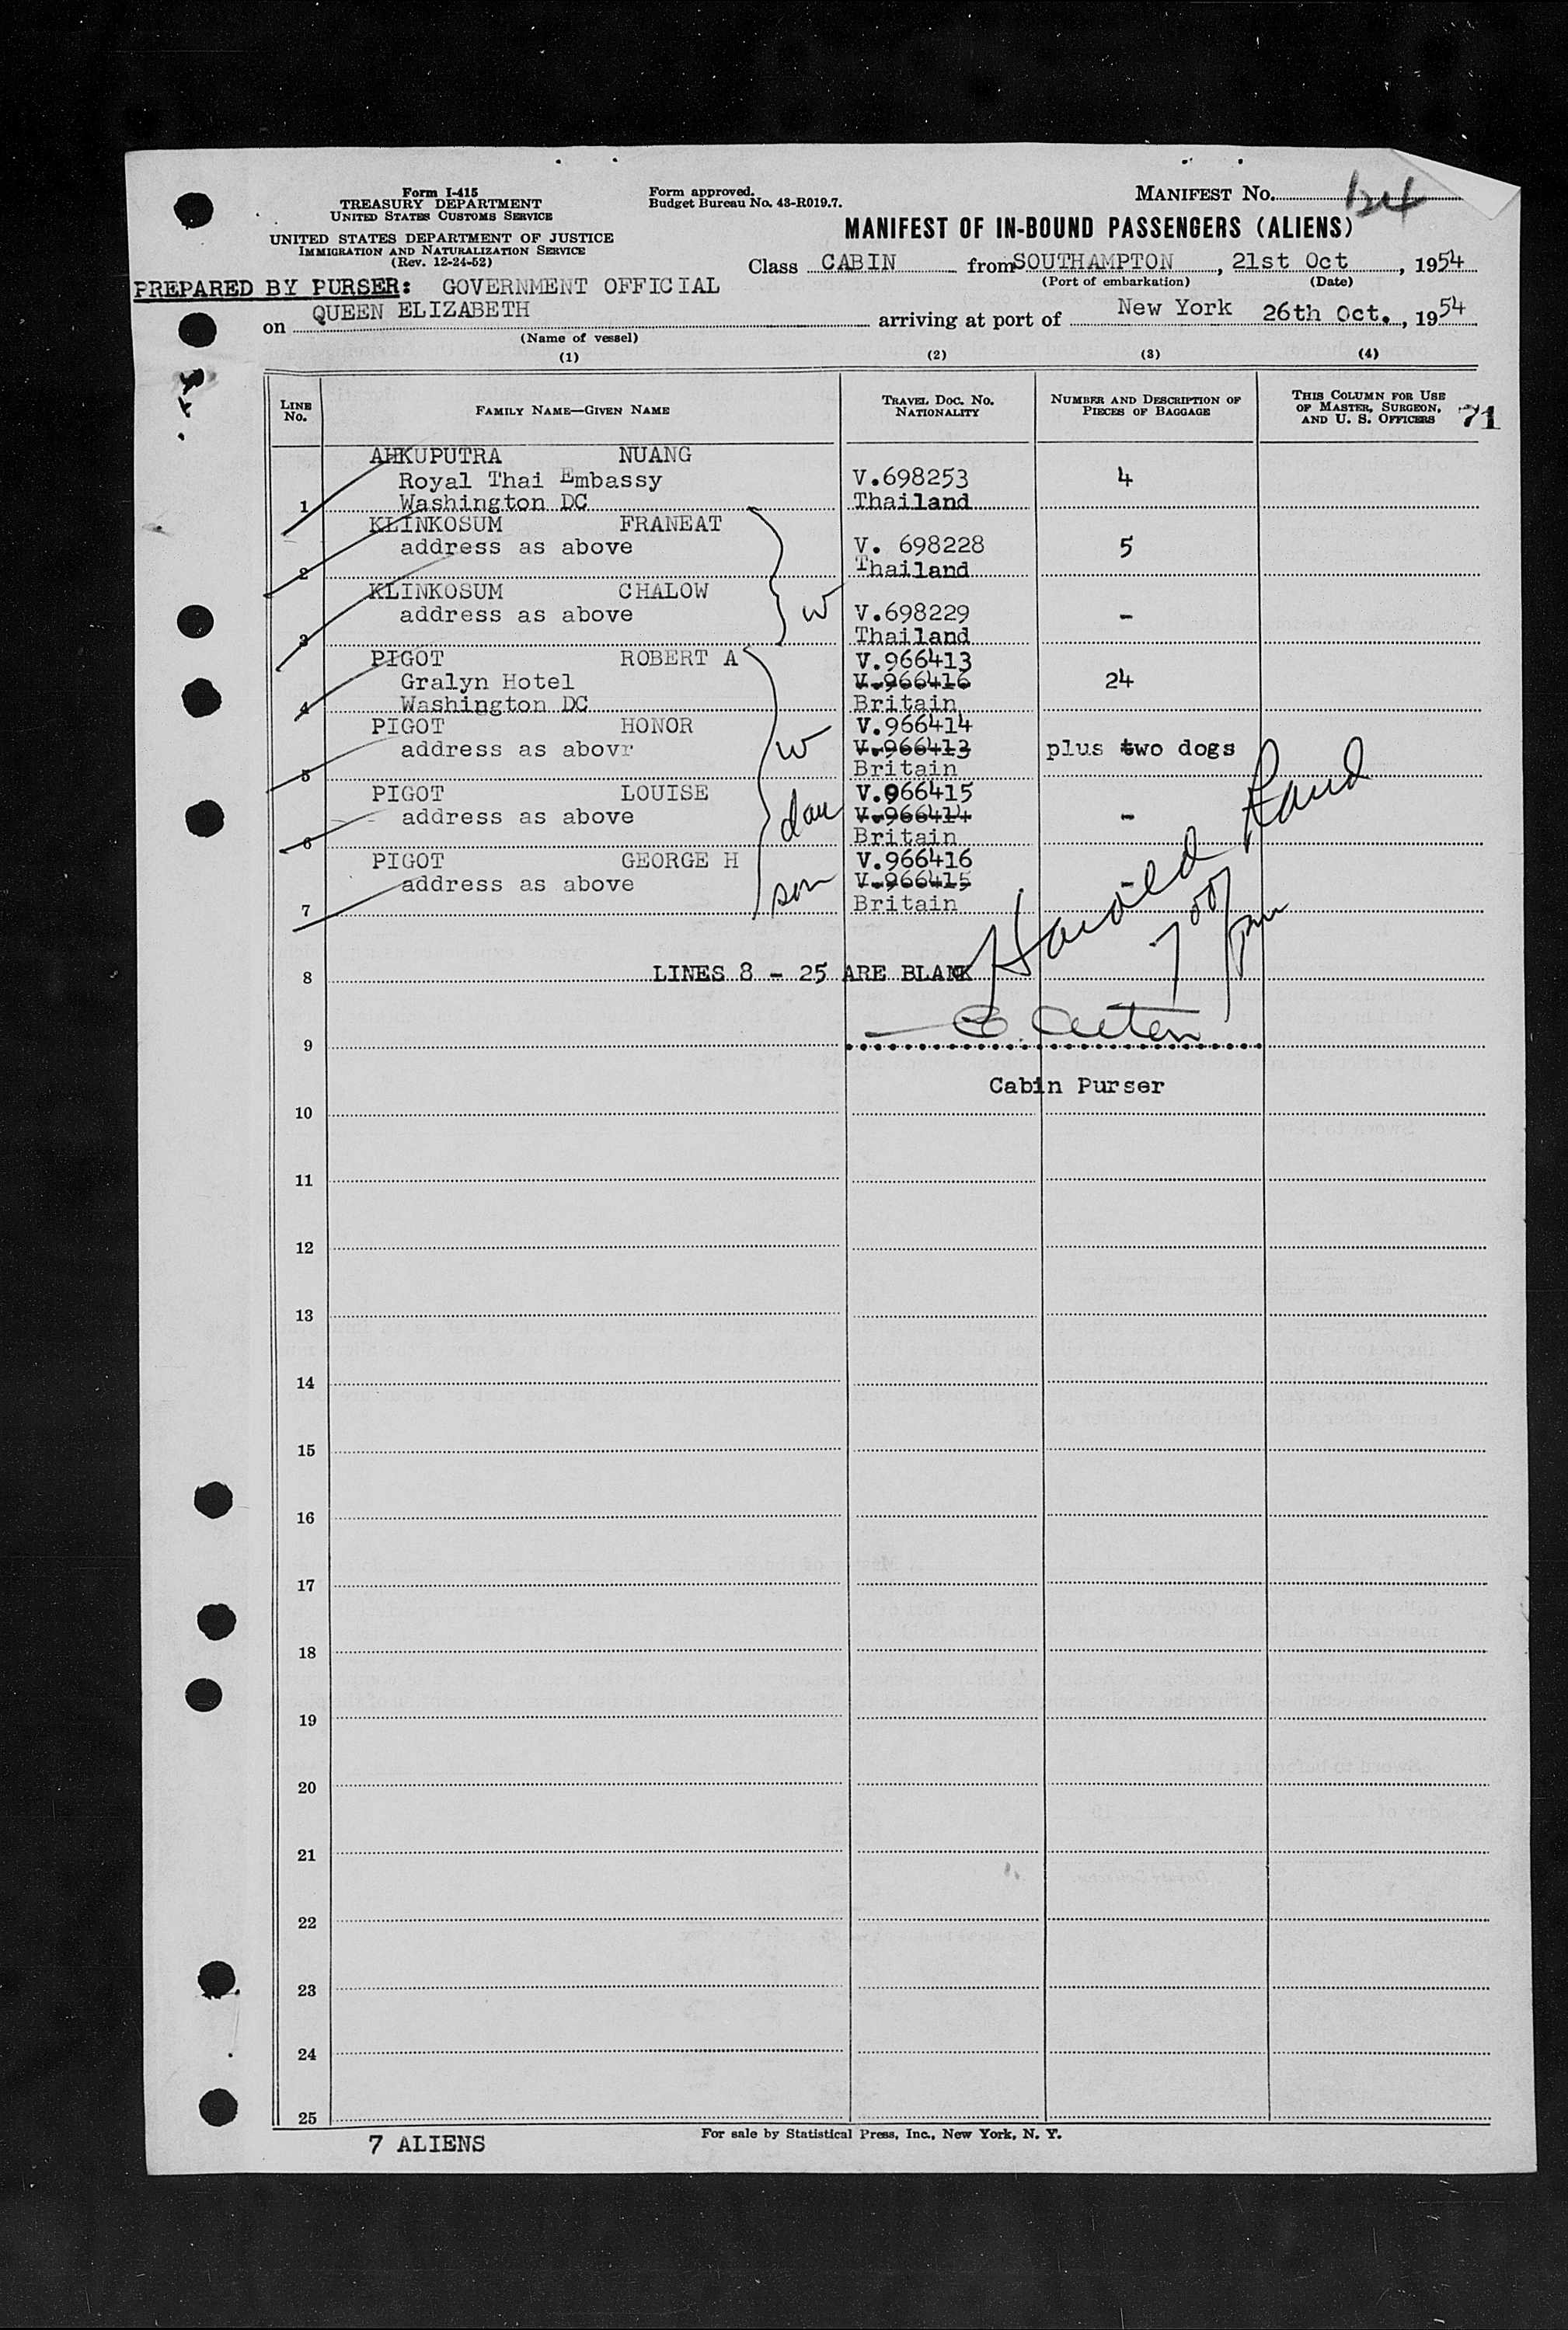 Form I-415
TREASURY DEPARTMENT
UNITED STATES CUSTOMS SERVICE
UNITED STATES DEPARTMENT OF JUSTICE
IMMIGRATION AND NATURALIZATION SERVICE
(Rev. 12-24-52)
Form approved.
Budget Bureau No. 43-R019.7.
MANIFEST No. 124
MANIFEST OF IN-BOUND PASSENGERS (ALIENS)
Class CABIN from SOUTHAMPTON, 21st Oct, 1954
(Port of embarkation) (Date)
PREPARED BY PURSER: GOVERNMENT OFFICIAL
on QUEEN ELIZABETH arriving at port of New York 26th Oct., 1954
(Name of vessel)
(1) (2) (3) (4)
LINE No. FAMILY NAME—GIVEN NAME TRAVEL DOC. NO. NATIONALITY NUMBER AND DESCRIPTION OF PIECES OF BAGGAGE THIS COLUMN FOR USE OF MASTER, SURGEON, AND U. S. OFFICERS 71
AHKUPUTRA NUANG
Royal Thai Embassy V.698253 4
1 Washington DC Thailand
KLINKOSUM FRANEAT
address as above V. 698228 5
2 Thailand
KLINKOSUM CHALOW
address as above w V.698229 -
3 Thailand
PIGOT ROBERT A V.966413
Gralyn Hotel V.966416 24
4 Washington DC Britain
PIGOT HONOR V.966414
address as abovr w V.966413 plus two dogs
5 Britain
PIGOT LOUISE V.966415
address as above dau V.966414 -
6 Britain
PIGOT GEORGE H V.966416
address as above son V.966415 -
7 Britain
Harold Rand
7 00 pm
8 LINES 8 - 25 ARE BLANK
9
Cabin Purser
10
11
12
13
14
15
16
17
18
19
20
21
22
23
24
25
7 ALIENS
For sale by Statistical Press, Inc., New York, N. Y.